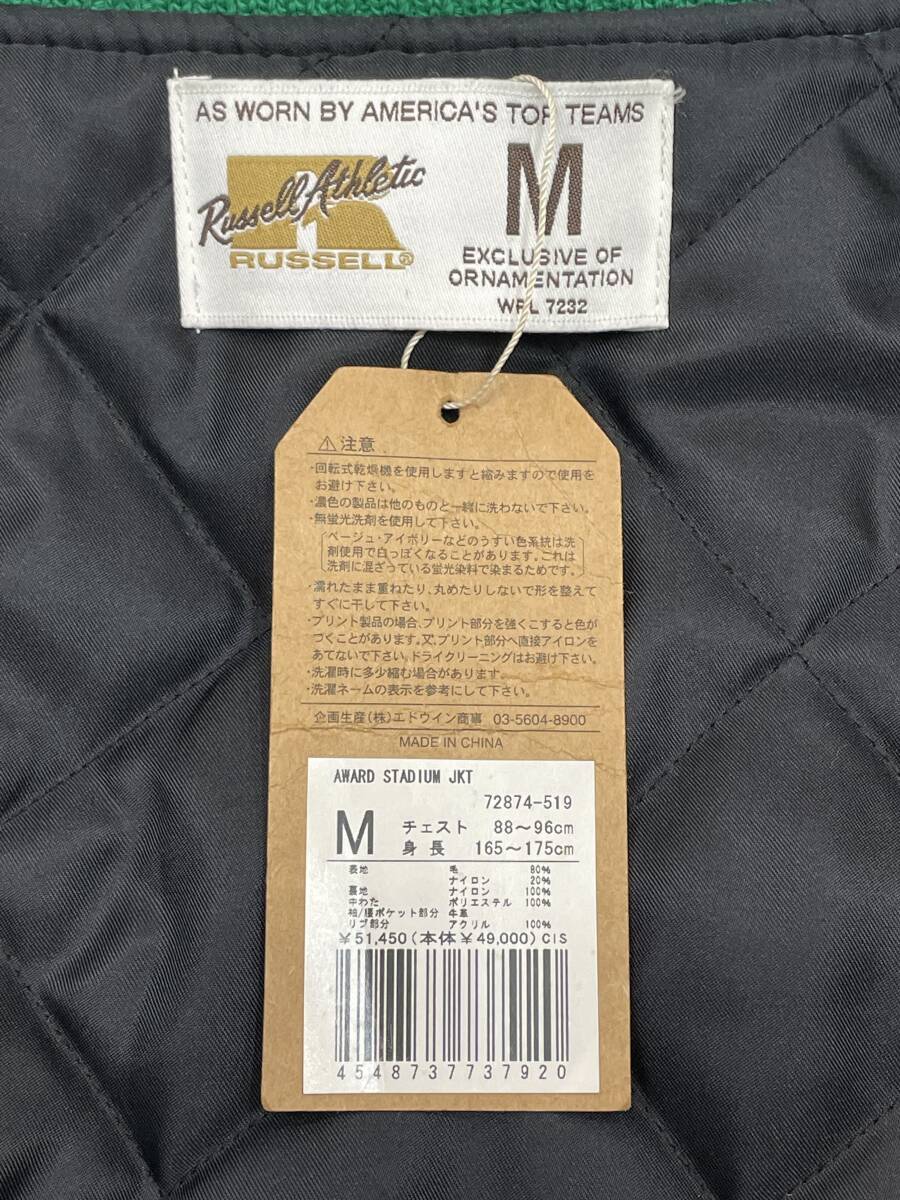 AS WORN BY AMERICA'S TOP TEAMS
Russell Athletic
RUSSELL®
M
EXCLUSIVE OF
ORNAMENTATION
WPL 7232
⚠注意
・回転式乾燥機を使用しますと縮みますので使用を
お避け下さい。
・濃色の製品は他のものと一緒に洗わないで下さい。
・無蛍光洗剤を使用して下さい。
ベージュ・アイボリーなどのうすい色系統は洗
剤使用で白っぽくなることがあります。これは
洗剤に混ざっている蛍光染料で染まるためです。
・濡れたまま重ねたり、丸めたりしないで形を整えて
すぐに干して下さい。
・プリント製品の場合、プリント部分を強くこすると色が
づくことがあります。又、プリント部分へ直接アイロンを
あてないで下さい。ドライクリーニングはお避け下さい。
・洗濯時に多少縮む場合があります。
・洗濯ネームの表示を参考にして下さい。
企画生産(株)エドウイン商事 03-5604-8900
MADE IN CHINA
AWARD STADIUM JKT
72874-519
M チェスト 88〜96cm
身長 165〜175cm
表地 毛 80%
ナイロン 20%
裏地 ナイロン 100%
中わた ポリエステル 100%
袖/腰ポケット部分 牛革
リブ部分 アクリル 100%
¥51,450(本体¥49,000)CIS
4548737737920